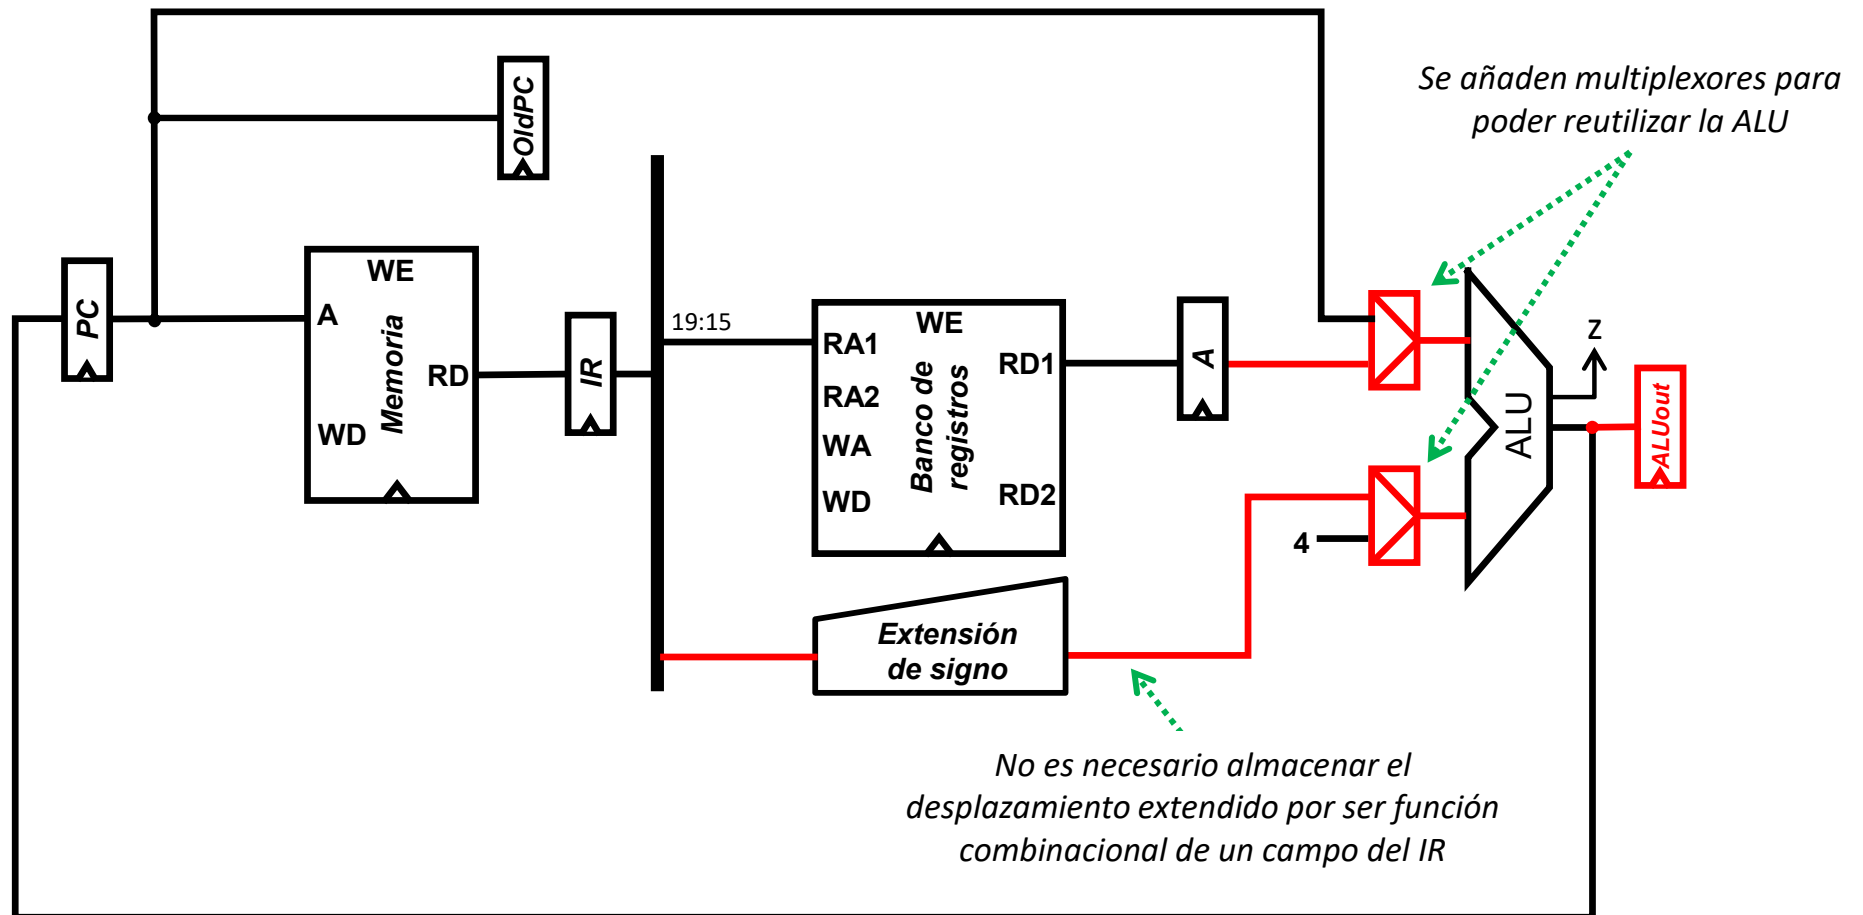 Se añaden multiplexores para
poder reutilizar la ALU
OldPC
PC
WE
A
Memoria
RD
WD
IR
19:15
WE
RA1
RA2
WA
WD
Banco de
registros
RD1
RD2
A
4
ALU
Z
ALUout
Extensión
de signo
No es necesario almacenar el
desplazamiento extendido por ser función
combinacional de un campo del IR